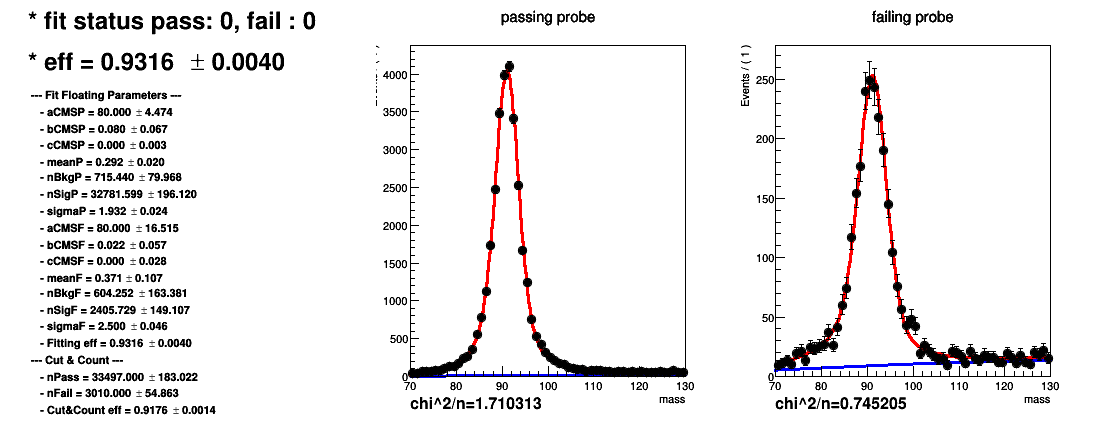 * fit status pass: 0, fail : 0
* eff = 0.9316 ± 0.0040
--- Fit Floating Parameters ---
- aCMSP = 80.000 ± 4.474
- bCMSP = 0.080 ± 0.067
- cCMSP = 0.000 ± 0.003
- meanP = 0.292 ± 0.020
- nBkgP = 715.440 ± 79.968
- nSigP = 32781.599 ± 196.120
- sigmaP = 1.932 ± 0.024
- aCMSF = 80.000 ± 16.515
- bCMSF = 0.022 ± 0.057
- cCMSF = 0.000 ± 0.028
- meanF = 0.371 ± 0.107
- nBkgF = 604.252 ± 163.381
- nSigF = 2405.729 ± 149.107
- sigmaF = 2.500 ± 0.046
- Fitting eff = 0.9316 ± 0.0040
--- Cut & Count ---
- nPass = 33497.000 ± 183.022
- nFail = 3010.000 ± 54.863
- Cut&Count eff = 0.9176 ± 0.0014
passing probe
4000
3500
3000
2500
2000
1500
1000
500
0
70 80 90 100 110 120 130
mass
chi^2/n=1.710313
failing probe
Events / ( 1 )
250
200
150
100
50
0
70 80 90 100 110 120 130
mass
chi^2/n=0.745205